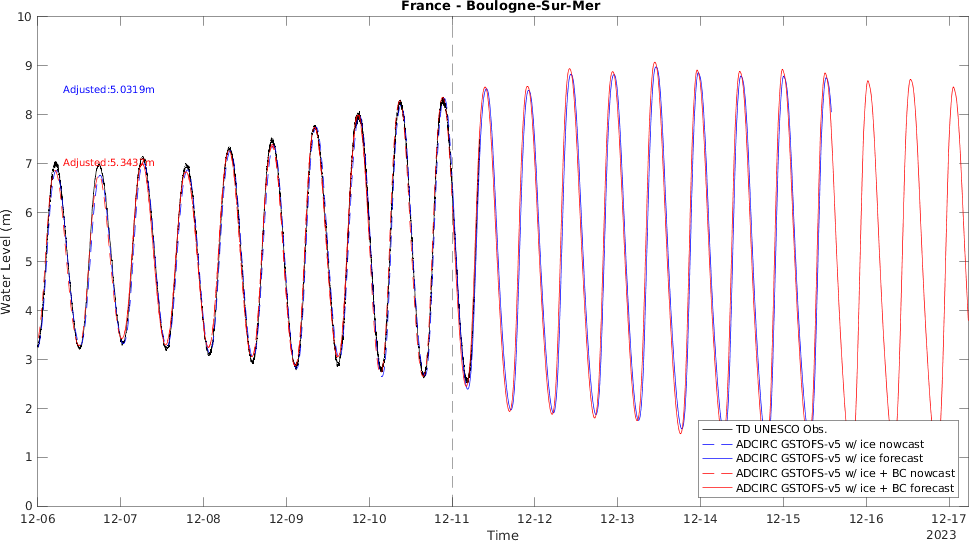 France - Boulogne-Sur-Mer
10
9
8
7
6
5
4
3
2
1
0
Water Level (m)
Adjusted:5.0319m
TD UNESCO Obs.
ADCIRC GSTOFS-v5 w/ ice nowcast
ADCIRC GSTOFS-v5 w/ ice forecast
ADCIRC GSTOFS-v5 w/ ice + BC nowcast
ADCIRC GSTOFS-v5 w/ ice + BC forecast
12-06 12-07 12-08 12-09 12-10 12-11 12-12 12-13 12-14 12-15 12-16 12-17
Time
2023